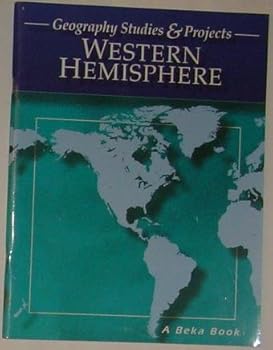 Geography Studies & Projects
WESTERN
HEMISPHERE
A Beka Book